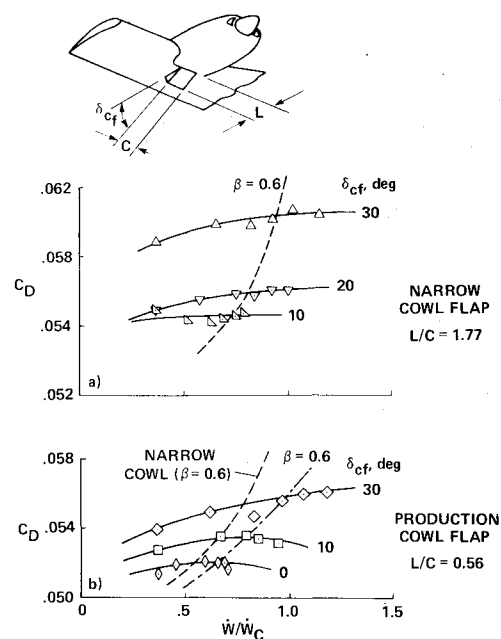 δcf
C
L
.062
.058
CD
.054
.052
a)
β = 0.6
δcf, deg
30
20
10
NARROW
COWL FLAP
L/C = 1.77
.058
CD
.054
.050
b)
NARROW
COWL (β = 0.6)
β = 0.6
δcf, deg
30
10
0
PRODUCTION
COWL FLAP
L/C = 0.56
0 .5 1.0 1.5
Ẇ/ẆC